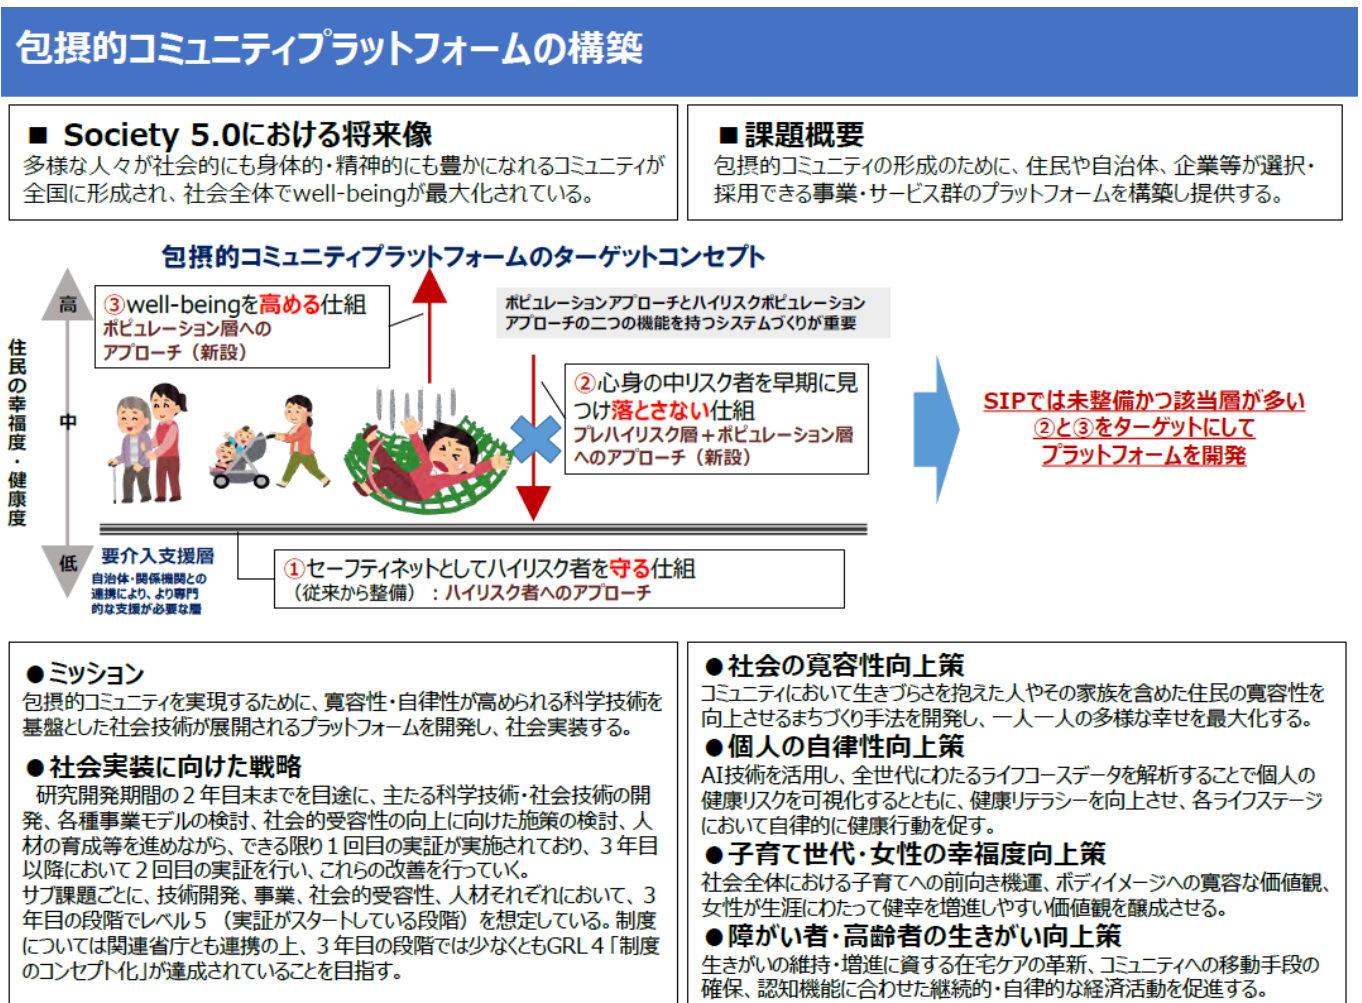 包摂的コミュニティプラットフォームの構築
■ Society 5.0における将来像
多様な人々が社会的にも身体的・精神的にも豊かになれるコミュニティが
全国に形成され、社会全体でwell-beingが最大化されている。
■課題概要
包摂的コミュニティの形成のために、住民や自治体、企業等が選択・
採用できる事業・サービス群のプラットフォームを構築し提供する。
包摂的コミュニティプラットフォームのターゲットコンセプト
住民の幸福度・健康度
高
中
低
③well-beingを高める仕組
ポピュレーション層への
アプローチ（新設）
ポピュレーションアプローチとハイリスクポピュレーション
アプローチの二つの機能を持つシステムづくりが重要
②心身の中リスク者を早期に見
つけ落とさない仕組
プレハイリスク層＋ポピュレーション層
へのアプローチ（新設）
SIPでは未整備かつ該当層が多い
②と③をターゲットにして
プラットフォームを開発
要介入支援層
自治体・関係機関との
連携により、より専門
的な支援が必要な層
①セーフティネットとしてハイリスク者を守る仕組
（従来から整備）：ハイリスク者へのアプローチ
●ミッション
包摂的コミュニティを実現するために、寛容性・自律性が高められる科学技術を
基盤とした社会技術が展開されるプラットフォームを開発し、社会実装する。
●社会実装に向けた戦略
研究開発期間の２年目末までを目途に、主たる科学技術・社会技術の開
発、各種事業モデルの検討、社会的受容性の向上に向けた施策の検討、人
材の育成等を進めながら、できる限り１回目の実証が実施されており、３年目
以降において２回目の実証を行い、これらの改善を行っていく。
サブ課題ごとに、技術開発、事業、社会的受容性、人材それぞれにおいて、３
年目の段階でレベル５（実証がスタートしている段階）を想定している。制度
については関連省庁とも連携の上、３年目の段階では少なくともGRL４「制度
のコンセプト化」が達成されていることを目指す。
●社会の寛容性向上策
コミュニティにおいて生きづらさを抱えた人やその家族を含めた住民の寛容性を
向上させるまちづくり手法を開発し、一人一人の多様な幸せを最大化する。
●個人の自律性向上策
AI技術を活用し、全世代にわたるライフコースデータを解析することで個人の
健康リスクを可視化するとともに、健康リテラシーを向上させ、各ライフステージ
において自律的に健康行動を促す。
●子育て世代・女性の幸福度向上策
社会全体における子育てへの前向き機運、ボディイメージへの寛容な価値観、
女性が生涯にわたって健幸を増進しやすい価値観を醸成させる。
●障がい者・高齢者の生きがい向上策
生きがいの維持・増進に資する在宅ケアの革新、コミュニティへの移動手段の
確保、認知機能に合わせた継続的・自律的な経済活動を促進する。